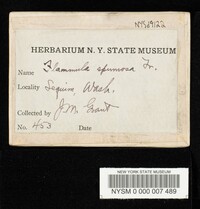 NYSd9122
HERBARIUM N. Y. STATE MUSEUM
Name Flammula spumosa Fr.
Locality Sequim Wash.
Collected by J. M. Grant
No. 453 Date
NEW YORK STATE MUSEUM
NYSM 0 000 007 489